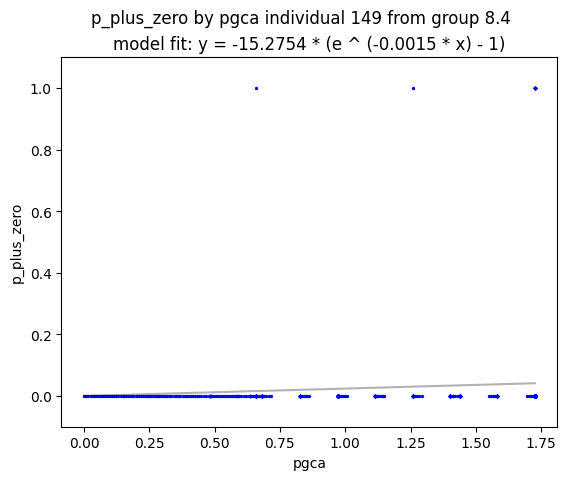 p_plus_zero by pgca individual 149 from group 8.4
model fit: y = -15.2754 * (e ^ (-0.0015 * x) - 1)
1.0
0.8
0.6
0.4
0.2
0.0
p_plus_zero
0.00 0.25 0.50 0.75 1.00 1.25 1.50 1.75
pgca